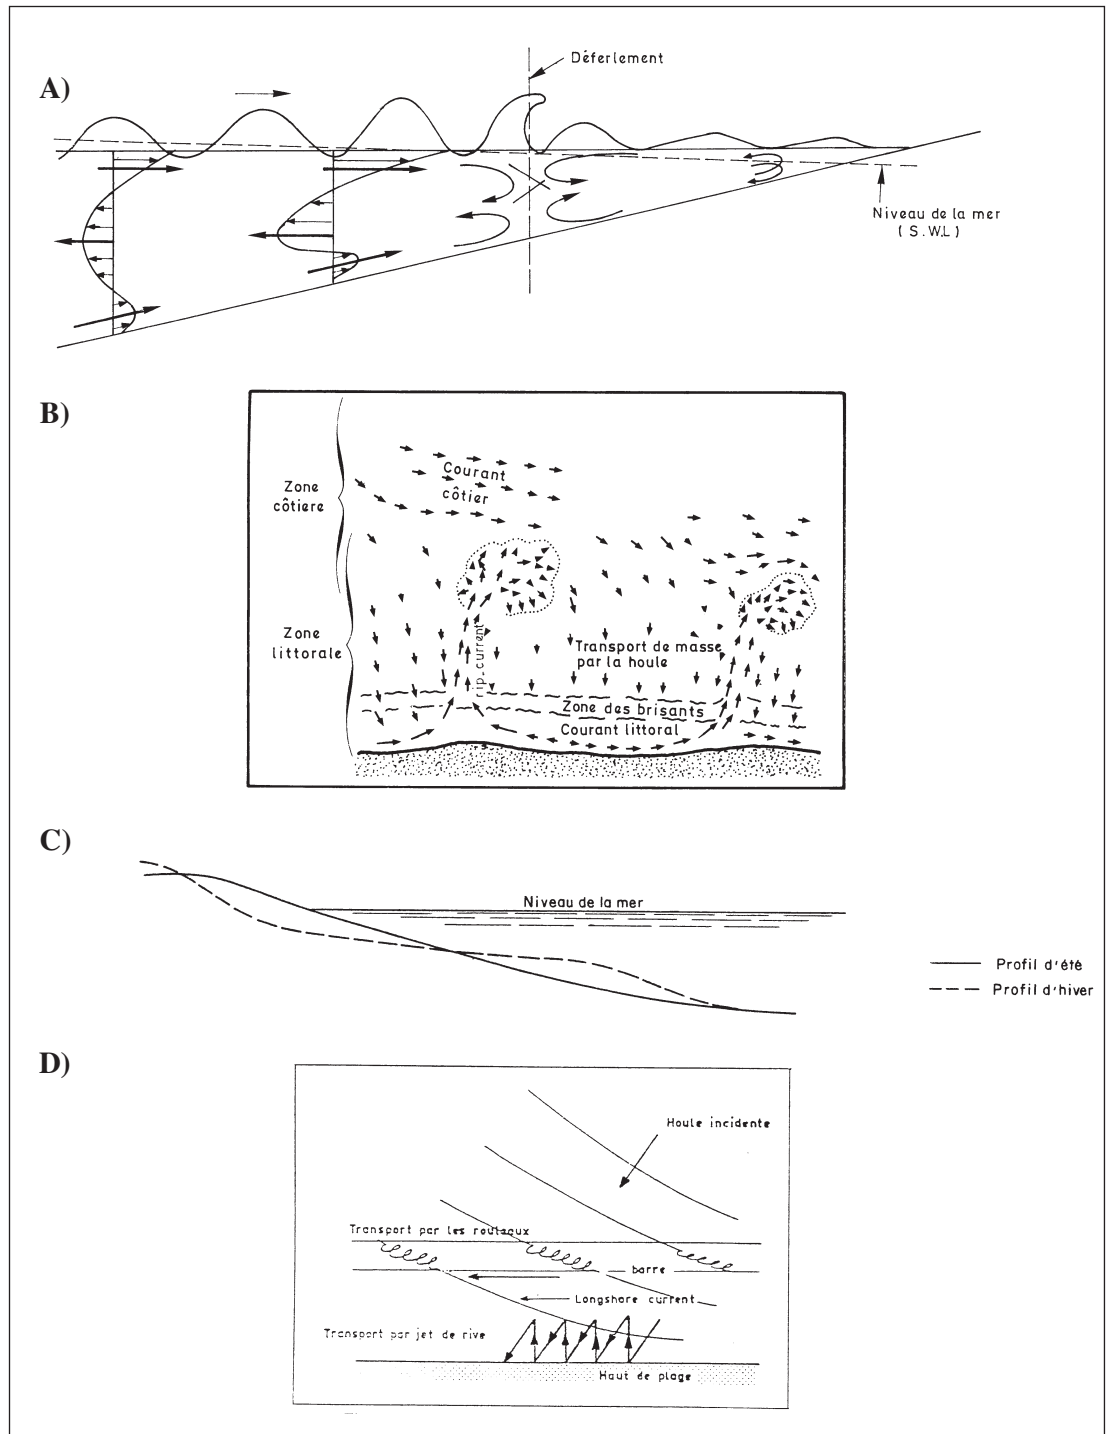 A)
Déferlement
Niveau de la mer
( S.W.L )
B)
Zone
côtiere
Courant
côtier
Zone
littorale
rip-current
Transport de masse
par la houle
Zone des brisants
Courant littoral
C)
Niveau de la mer
Profil d'été
Profil d'hiver
D)
Houle incidente
Transport par les rouleaux
barre
Longshare current
Transport par jet de rive
Haut de plage